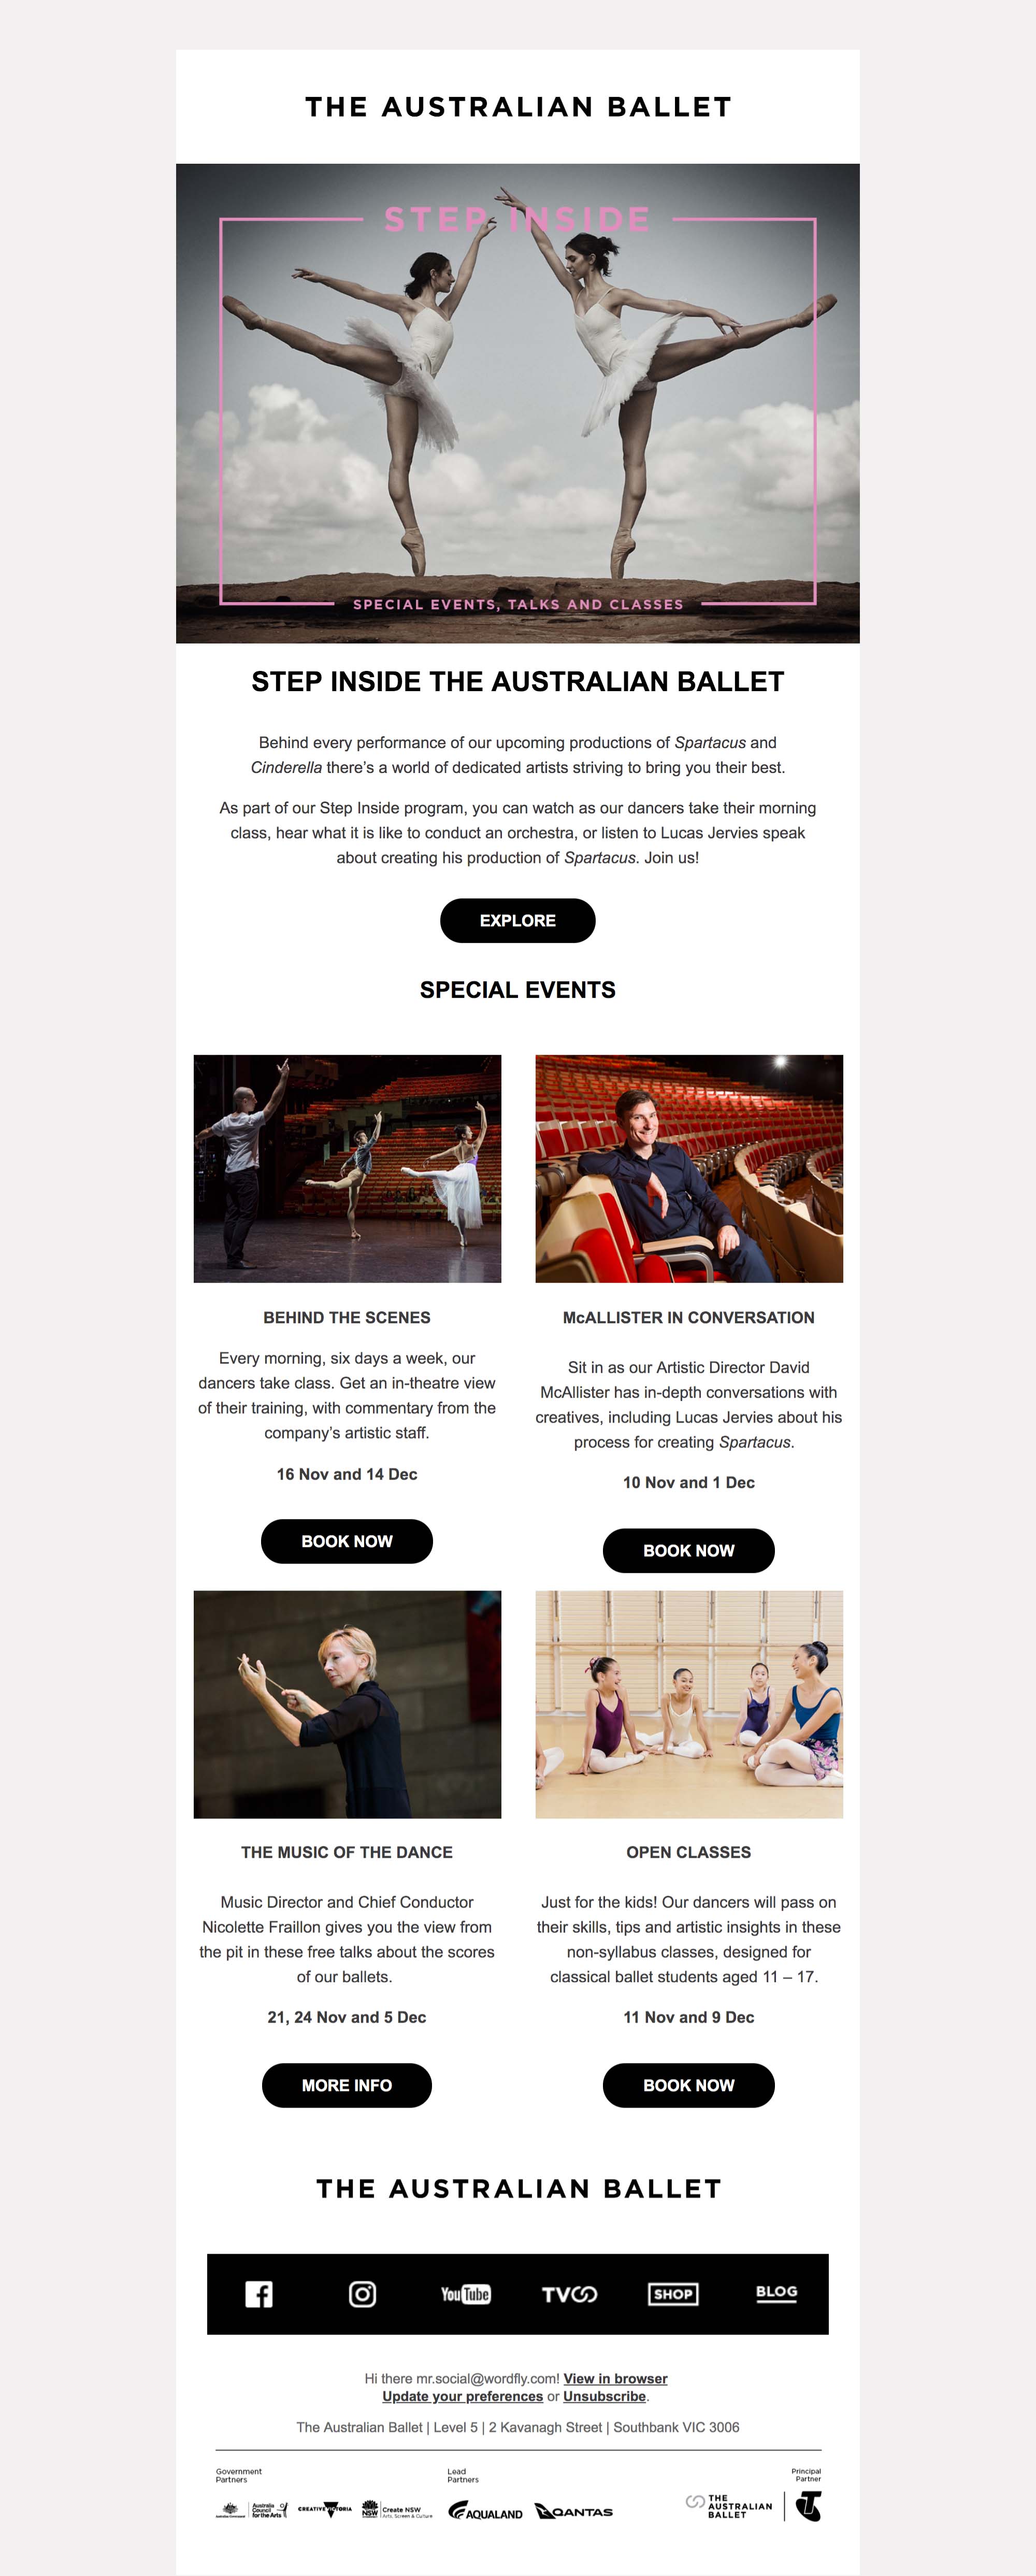 THE AUSTRALIAN BALLET
STEP INSIDE
SPECIAL EVENTS, TALKS AND CLASSES
STEP INSIDE THE AUSTRALIAN BALLET
Behind every performance of our upcoming productions of Spartacus and
Cinderella there's a world of dedicated artists striving to bring you their best.
As part of our Step Inside program, you can watch as our dancers take their morning
class, hear what it is like to conduct an orchestra, or listen to Lucas Jervies speak
about creating his production of Spartacus. Join us!
EXPLORE
SPECIAL EVENTS
BEHIND THE SCENES
Every morning, six days a week, our
dancers take class. Get an in-theatre view
of their training, with commentary from the
company's artistic staff.
16 Nov and 14 Dec
BOOK NOW
McALLISTER IN CONVERSATION
Sit in as our Artistic Director David
McAllister has in-depth conversations with
creatives, including Lucas Jervies about his
process for creating Spartacus.
10 Nov and 1 Dec
BOOK NOW
THE MUSIC OF THE DANCE
Music Director and Chief Conductor
Nicolette Fraillon gives you the view from
the pit in these free talks about the scores
of our ballets.
21, 24 Nov and 5 Dec
MORE INFO
OPEN CLASSES
Just for the kids! Our dancers will pass on
their skills, tips and artistic insights in these
non-syllabus classes, designed for
classical ballet students aged 11 – 17.
11 Nov and 9 Dec
BOOK NOW
THE AUSTRALIAN BALLET
YouTube
TV
SHOP
BLOG
Hi there mr.social@wordfly.com! View in browser
Update your preferences or Unsubscribe.
The Australian Ballet | Level 5 | 2 Kavanagh Street | Southbank VIC 3006
Government
Partners
Australia
Council
for the Arts
CREATIVE VICTORIA
NSW
Create NSW
Arts, Screen & Culture
Lead
Partners
AQUALAND
QANTAS
Principal
Partner
THE
AUSTRALIAN
BALLET